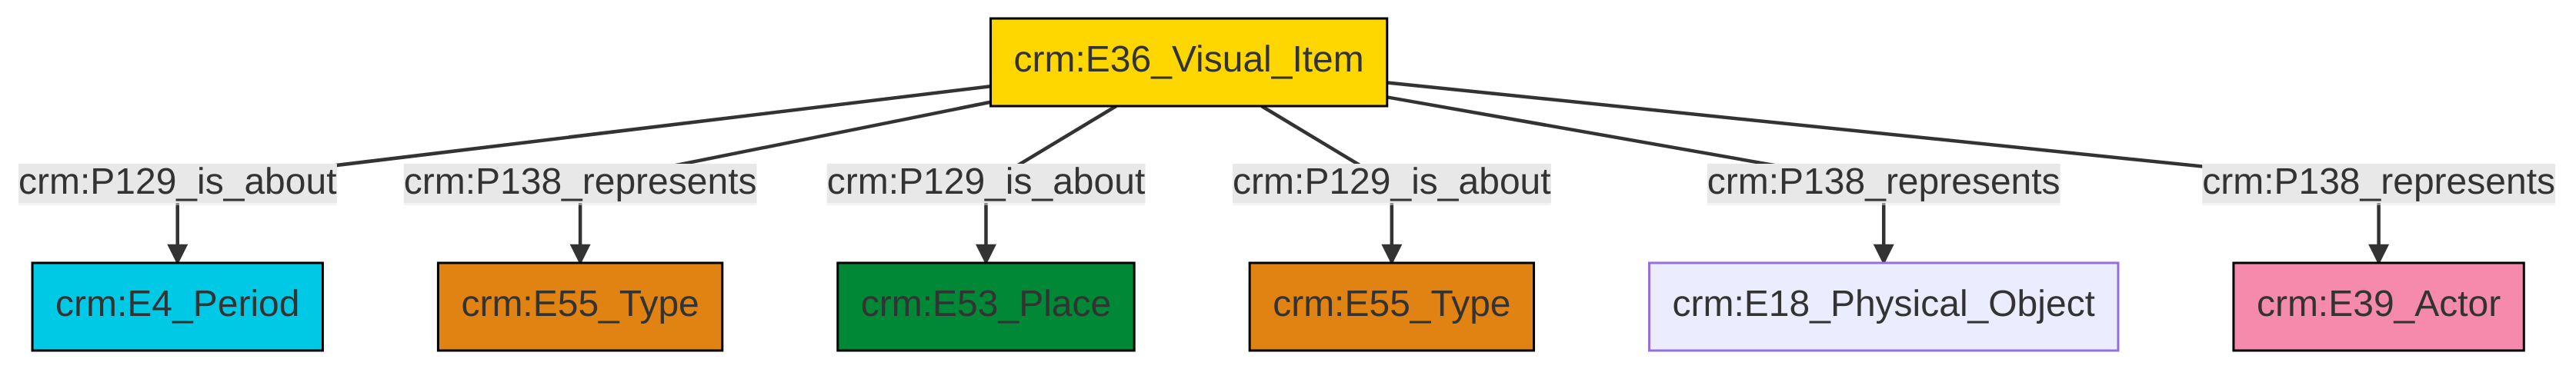 crm:E36_Visual_Item
crm:P129_is_about
crm:P138_represents
crm:P129_is_about
crm:P129_is_about
crm:P138_represents
crm:P138_represents
crm:E4_Period
crm:E55_Type
crm:E53_Place
crm:E55_Type
crm:E18_Physical_Object
crm:E39_Actor